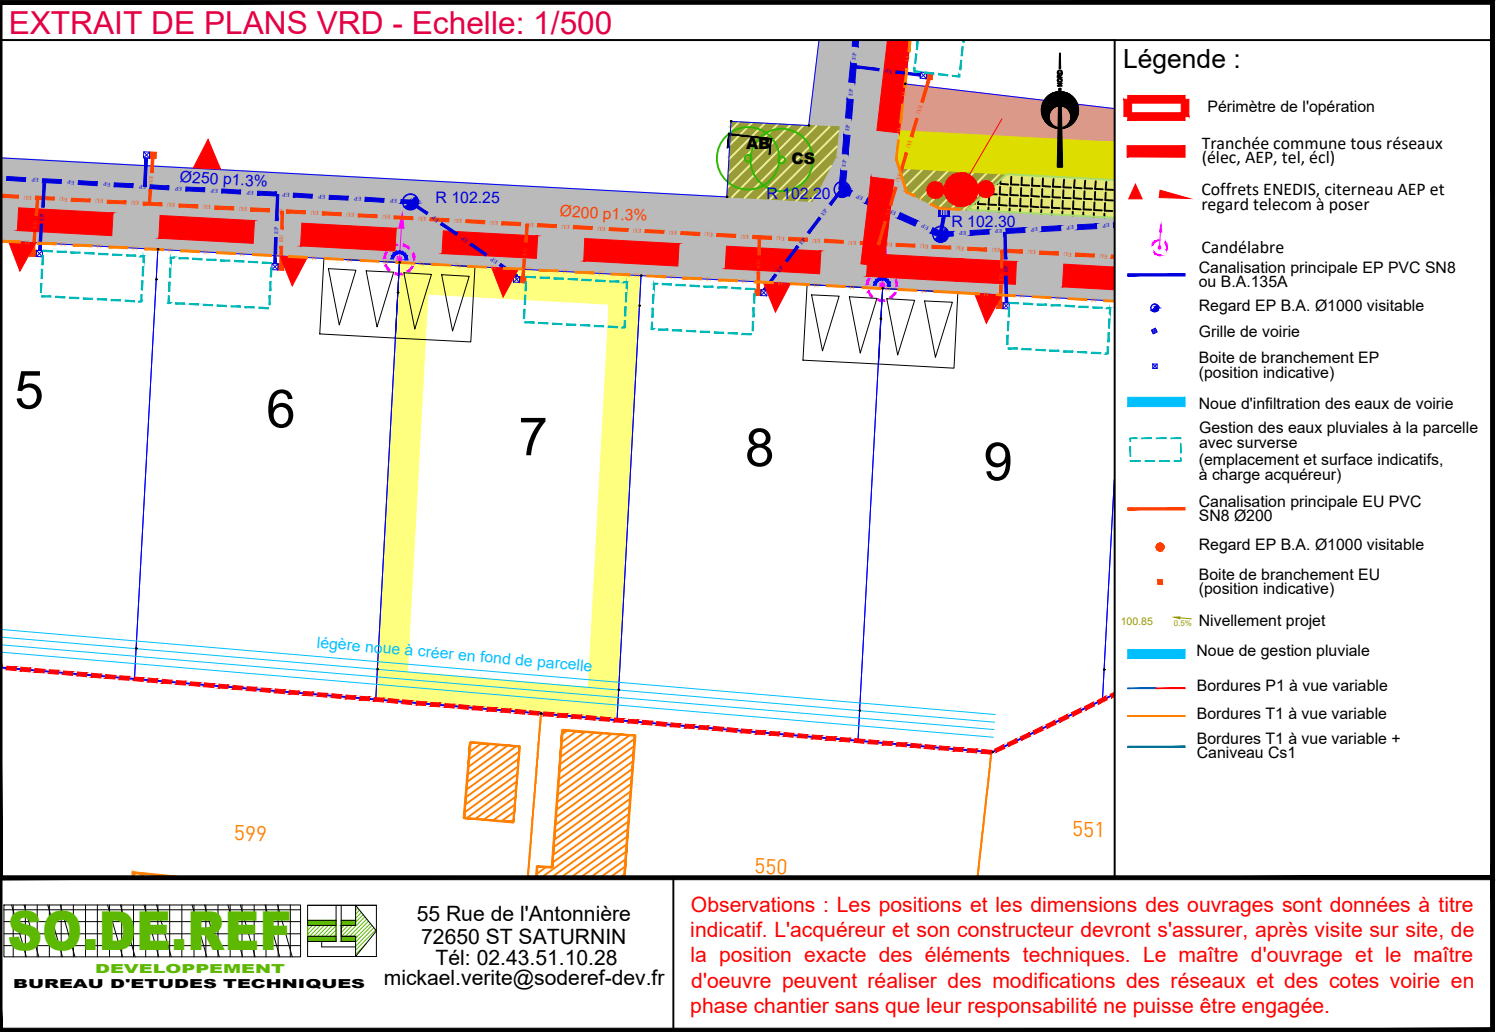 EXTRAIT DE PLANS VRD - Echelle: 1/500
Légende :
NORD
Périmètre de l'opération
Tranchée commune tous réseaux
(élec, AEP, tel, écl)
Coffrets ENEDIS, citerneau AEP et
regard telecom à poser
Candélabre
Canalisation principale EP PVC SN8
ou B.A.135A
Regard EP B.A. Ø1000 visitable
Grille de voirie
Boite de branchement EP
(position indicative)
Noue d'infiltration des eaux de voirie
Gestion des eaux pluviales à la parcelle
avec surverse
(emplacement et surface indicatifs,
à charge acquéreur)
Canalisation principale EU PVC
SN8 Ø200
Regard EP B.A. Ø1000 visitable
Boite de branchement EU
(position indicative)
100.85 0.5% Nivellement projet
Noue de gestion pluviale
Bordures P1 à vue variable
Bordures T1 à vue variable
Bordures T1 à vue variable +
Caniveau Cs1
AB
CS
Ø250 p1.3%
R 102.25
R 102.20
Ø200 p1.3%
R 102.30
5
6
7
8
9
légère noue à créer en fond de parcelle
599
550
551
SO.DE.REF
DEVELOPPEMENT
BUREAU D'ETUDES TECHNIQUES
55 Rue de l'Antonnière
72650 ST SATURNIN
Tél: 02.43.51.10.28
mickael.verite@soderef-dev.fr
Observations : Les positions et les dimensions des ouvrages sont données à titre
indicatif. L'acquéreur et son constructeur devront s'assurer, après visite sur site, de
la position exacte des éléments techniques. Le maître d'ouvrage et le maître
d'oeuvre peuvent réaliser des modifications des réseaux et des cotes voirie en
phase chantier sans que leur responsabilité ne puisse être engagée.